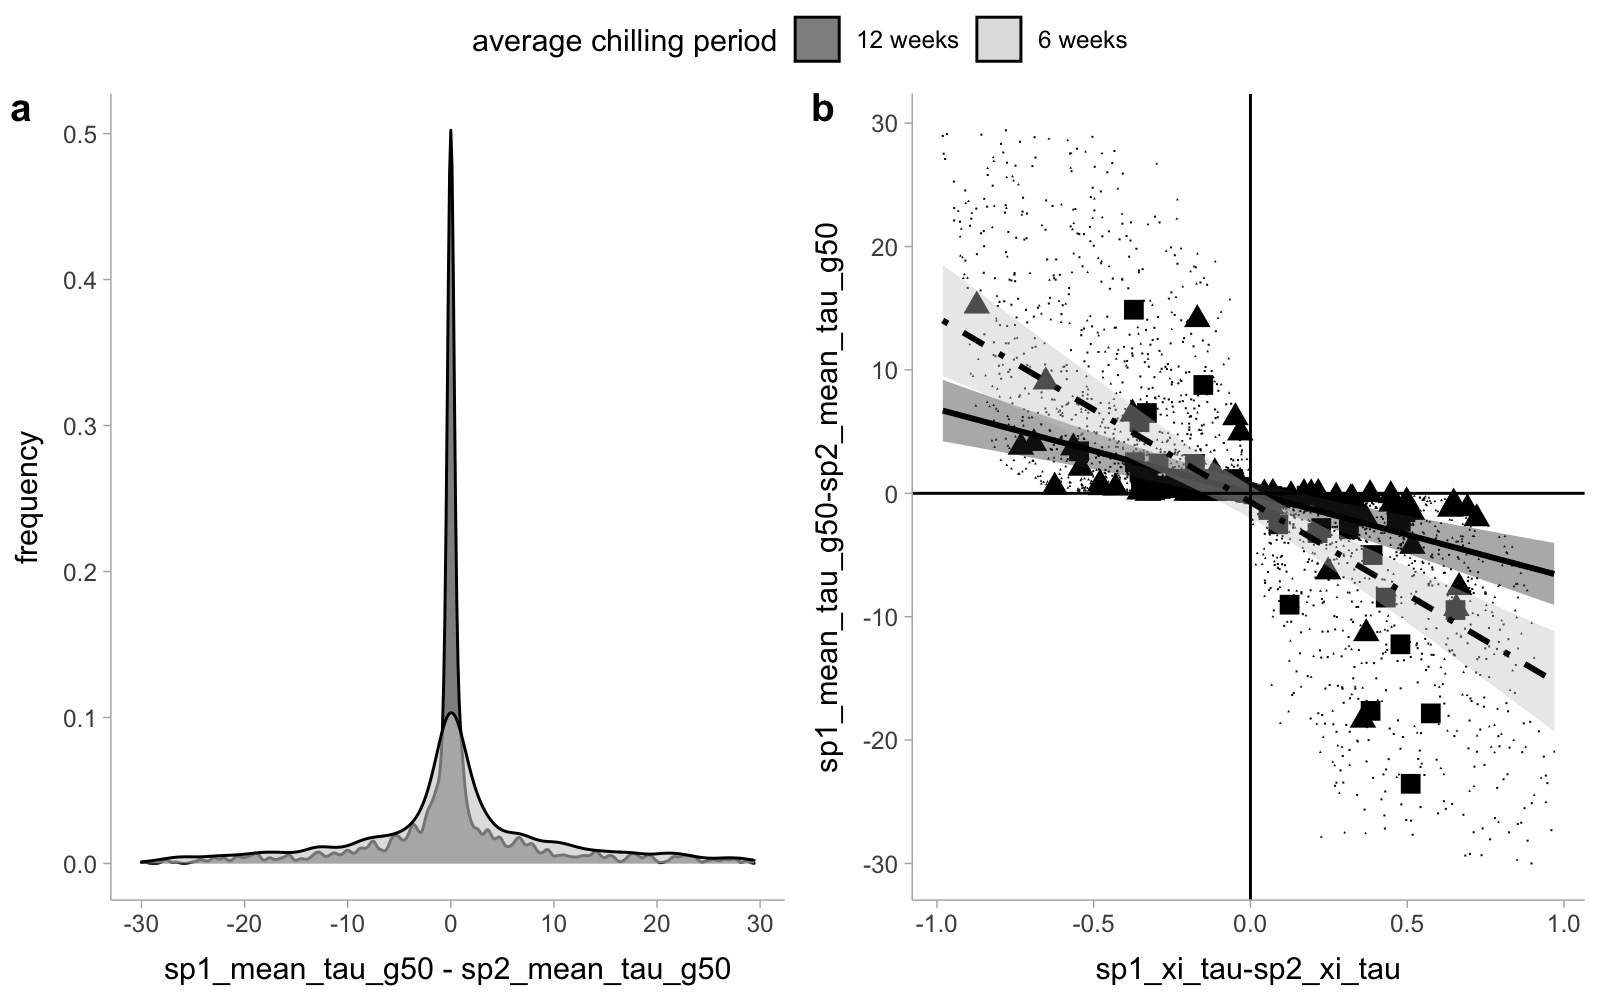 average chilling period 12 weeks 6 weeks
a
0.5
0.4
0.3
0.2
0.1
0.0
frequency
-30 -20 -10 0 10 20 30
sp1_mean_tau_g50 - sp2_mean_tau_g50
b
30
20
10
0
-10
-20
-30
sp1_mean_tau_g50-sp2_mean_tau_g50
-1.0 -0.5 0.0 0.5 1.0
sp1_xi_tau-sp2_xi_tau